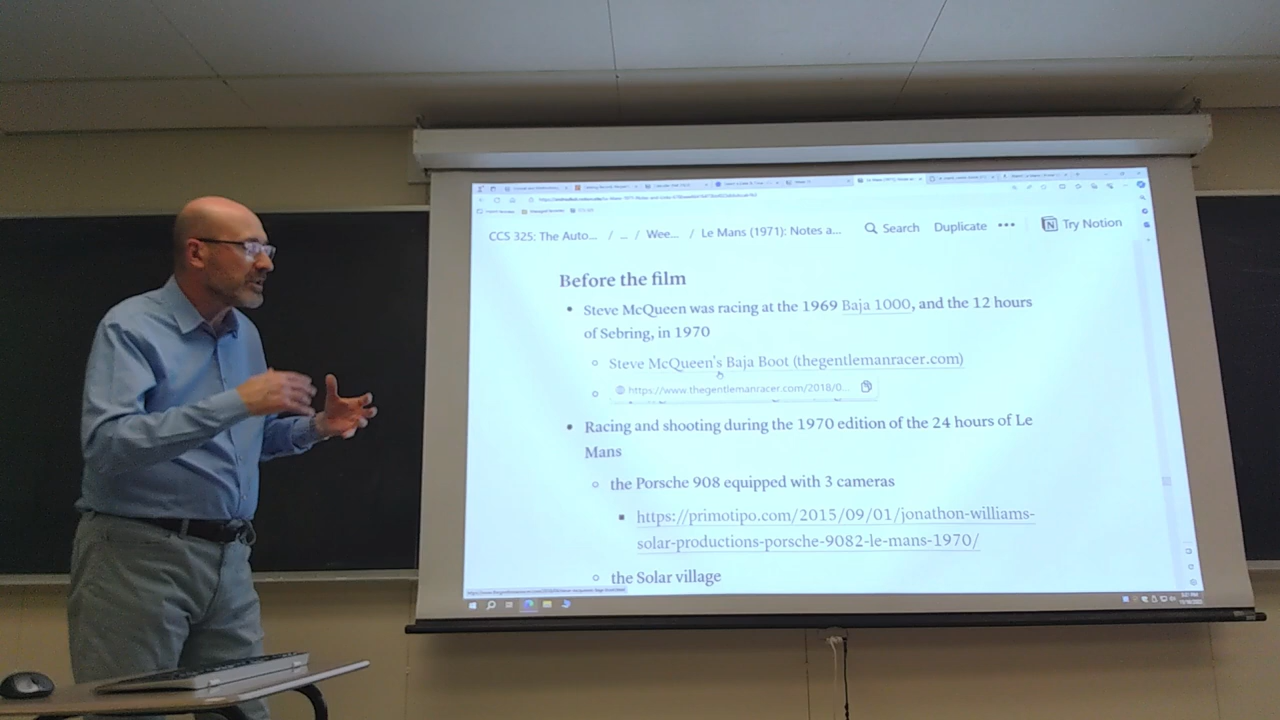 CCS 325: The Auto... / ... / Wee... / Le Mans (1971): Notes a... Search Duplicate ••• Try Notion
Before the film
• Steve McQueen was racing at the 1969 Baja 1000, and the 12 hours
of Sebring, in 1970
Steve McQueen's Baja Boot (thegentlemanracer.com)
https://www.thegentlemanracer.com/2018/0...
• Racing and shooting during the 1970 edition of the 24 hours of Le
Mans
the Porsche 908 equipped with 3 cameras
https://primotipo.com/2015/09/01/jonathon-williams-
solar-productions-porsche-9082-le-mans-1970/
the Solar village